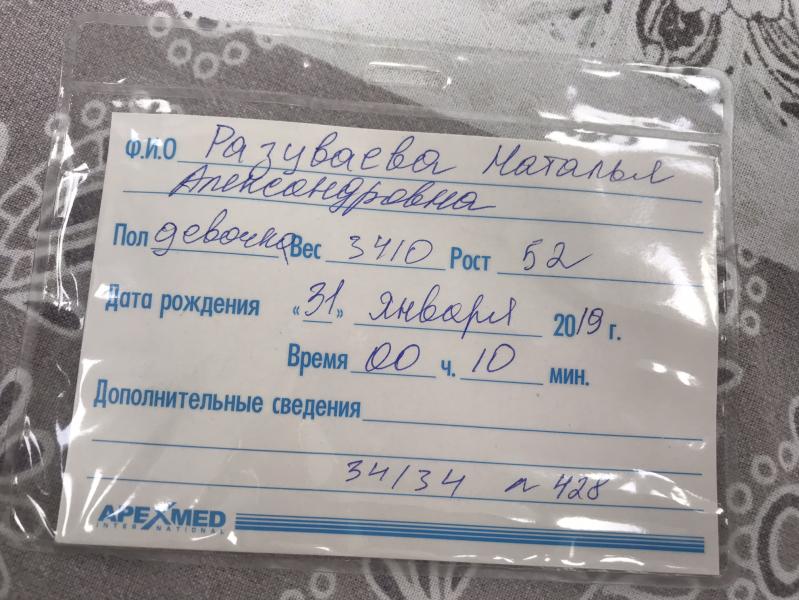 Ф.И.О Разуваева Наталья
Александровна
Пол девочка Вес 3410 Рост 52
Дата рождения «31» января 2019 г.
Время 00 ч. 10 мин.
Дополнительные сведения
34/34 n 428
APEXMED
INTERNATIONAL